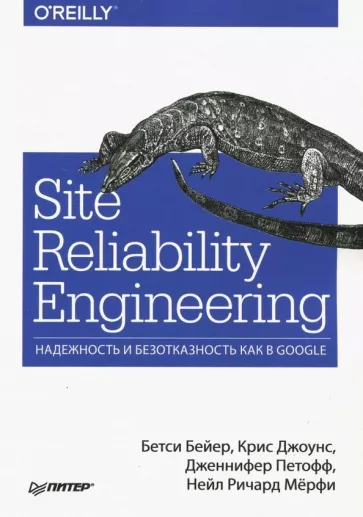 O'REILLY®
Site
Reliability
Engineering
НАДЕЖНОСТЬ И БЕЗОТКАЗНОСТЬ КАК В GOOGLE
Бетси Бейер, Крис Джоунс,
Дженнифер Петофф,
Нейл Ричард Мёрфи
ПИТЕР®